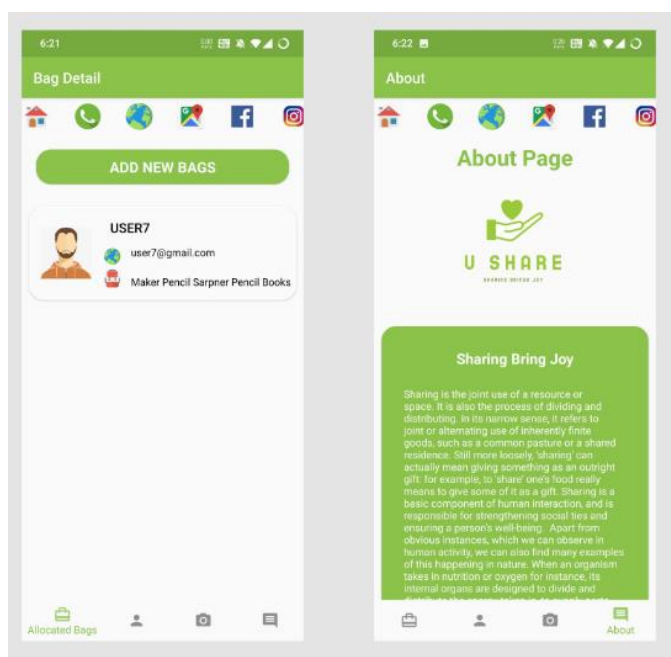 6:21
Bag Detail
ADD NEW BAGS
USER7
user7@gmail.com
Maker Pencil Sarpner Pencil Books
Allocated Bags
6:22
About
About Page
U SHARE
SHARING BRING JOY
Sharing Bring Joy
Sharing is the joint use of a resource or
space. It is also the process of dividing and
distributing. In its narrow sense, it refers to
joint or alternating use of inherently finite
goods, such as a common pasture or a shared
residence. Still more loosely, 'sharing' can
actually mean giving something as an outright
gift: for example, to 'share' one's food really
means to give some of it as a gift. Sharing is a
basic component of human interaction, and is
responsible for strengthening social ties and
ensuring a person's well-being. Apart from
obvious instances, which we can observe in
human activity, we can also find many examples
of this happening in nature. When an organism
takes in nutrition or oxygen for instance, its
internal organs are designed to divide and
About